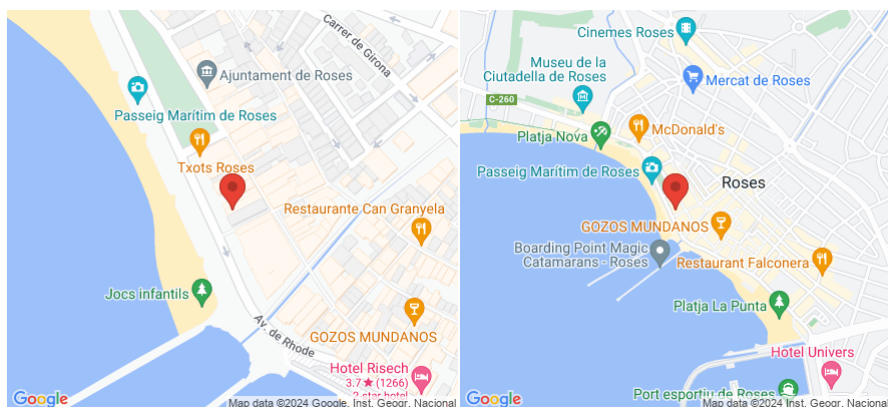 Carrer de Girona
Ajuntament de Roses
Passeig Marítim de Roses
Txots Roses
Restaurante Can Granyela
Jocs infantils
GOZOS MUNDANOS
Av. de Rhode
Hotel Risech
3.7★ (1266)
2-star hotel
Google
Map data ©2024 Google, Inst. Geogr. Nacional
Cinemes Roses
Museu de la
Ciutadella de Roses
Mercat de Roses
C-260
McDonald's
Platja Nova
Passeig Marítim de Roses
Roses
GOZOS MUNDANOS
Boarding Point Magic
Catamarans - Roses
Restaurant Falconera
Platja La Punta
Hotel Univers
Port esportiu de Roses
Google
Map data ©2024 Inst. Geogr. Nacional